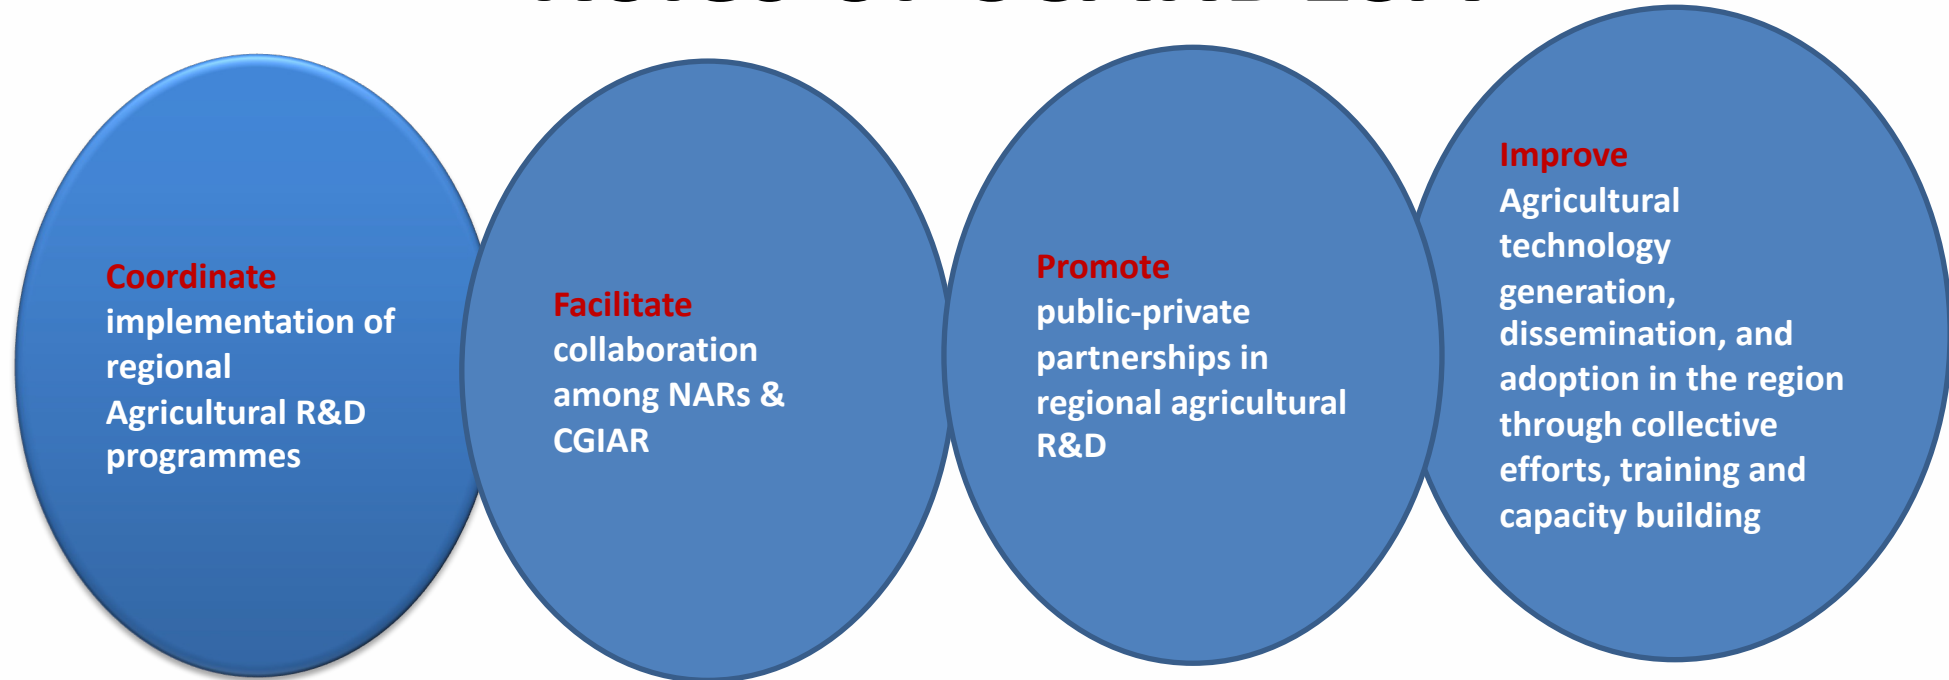 Coordinate
implementation of
regional
Agricultural R&D
programmes
Facilitate
collaboration
among NARs &
CGIAR
Promote
public-private
partnerships in
regional agricultural
R&D
Improve
Agricultural
technology
generation,
dissemination, and
adoption in the region
through collective
efforts, training and
capacity building